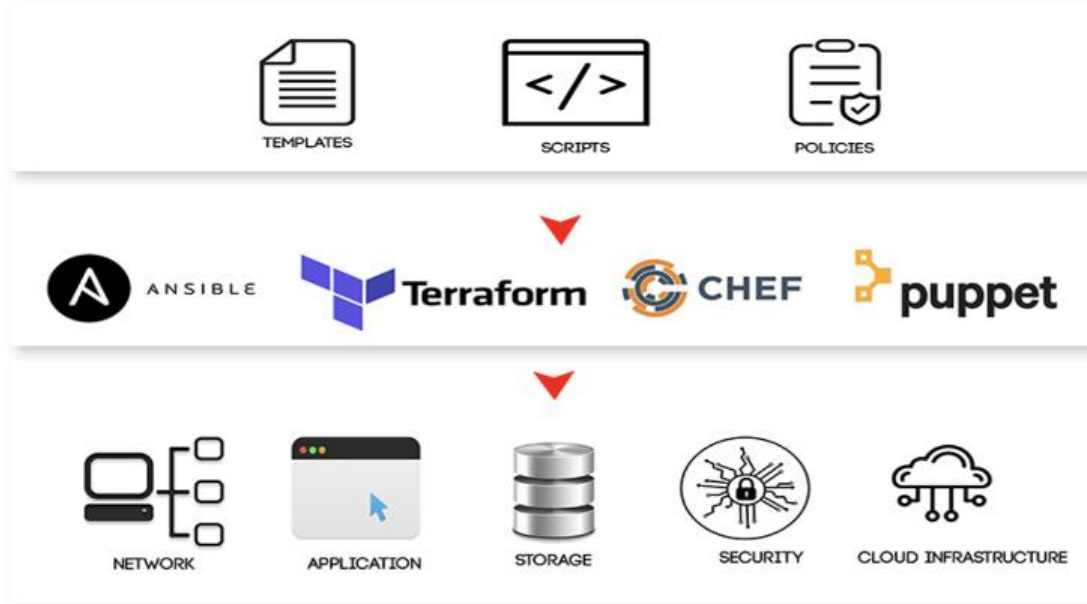 TEMPLATES
</>
SCRIPTS
POLICIES
ANSIBLE
Terraform
CHEF
puppet
NETWORK
APPLICATION
STORAGE
SECURITY
CLOUD INFRASTRUCTURE